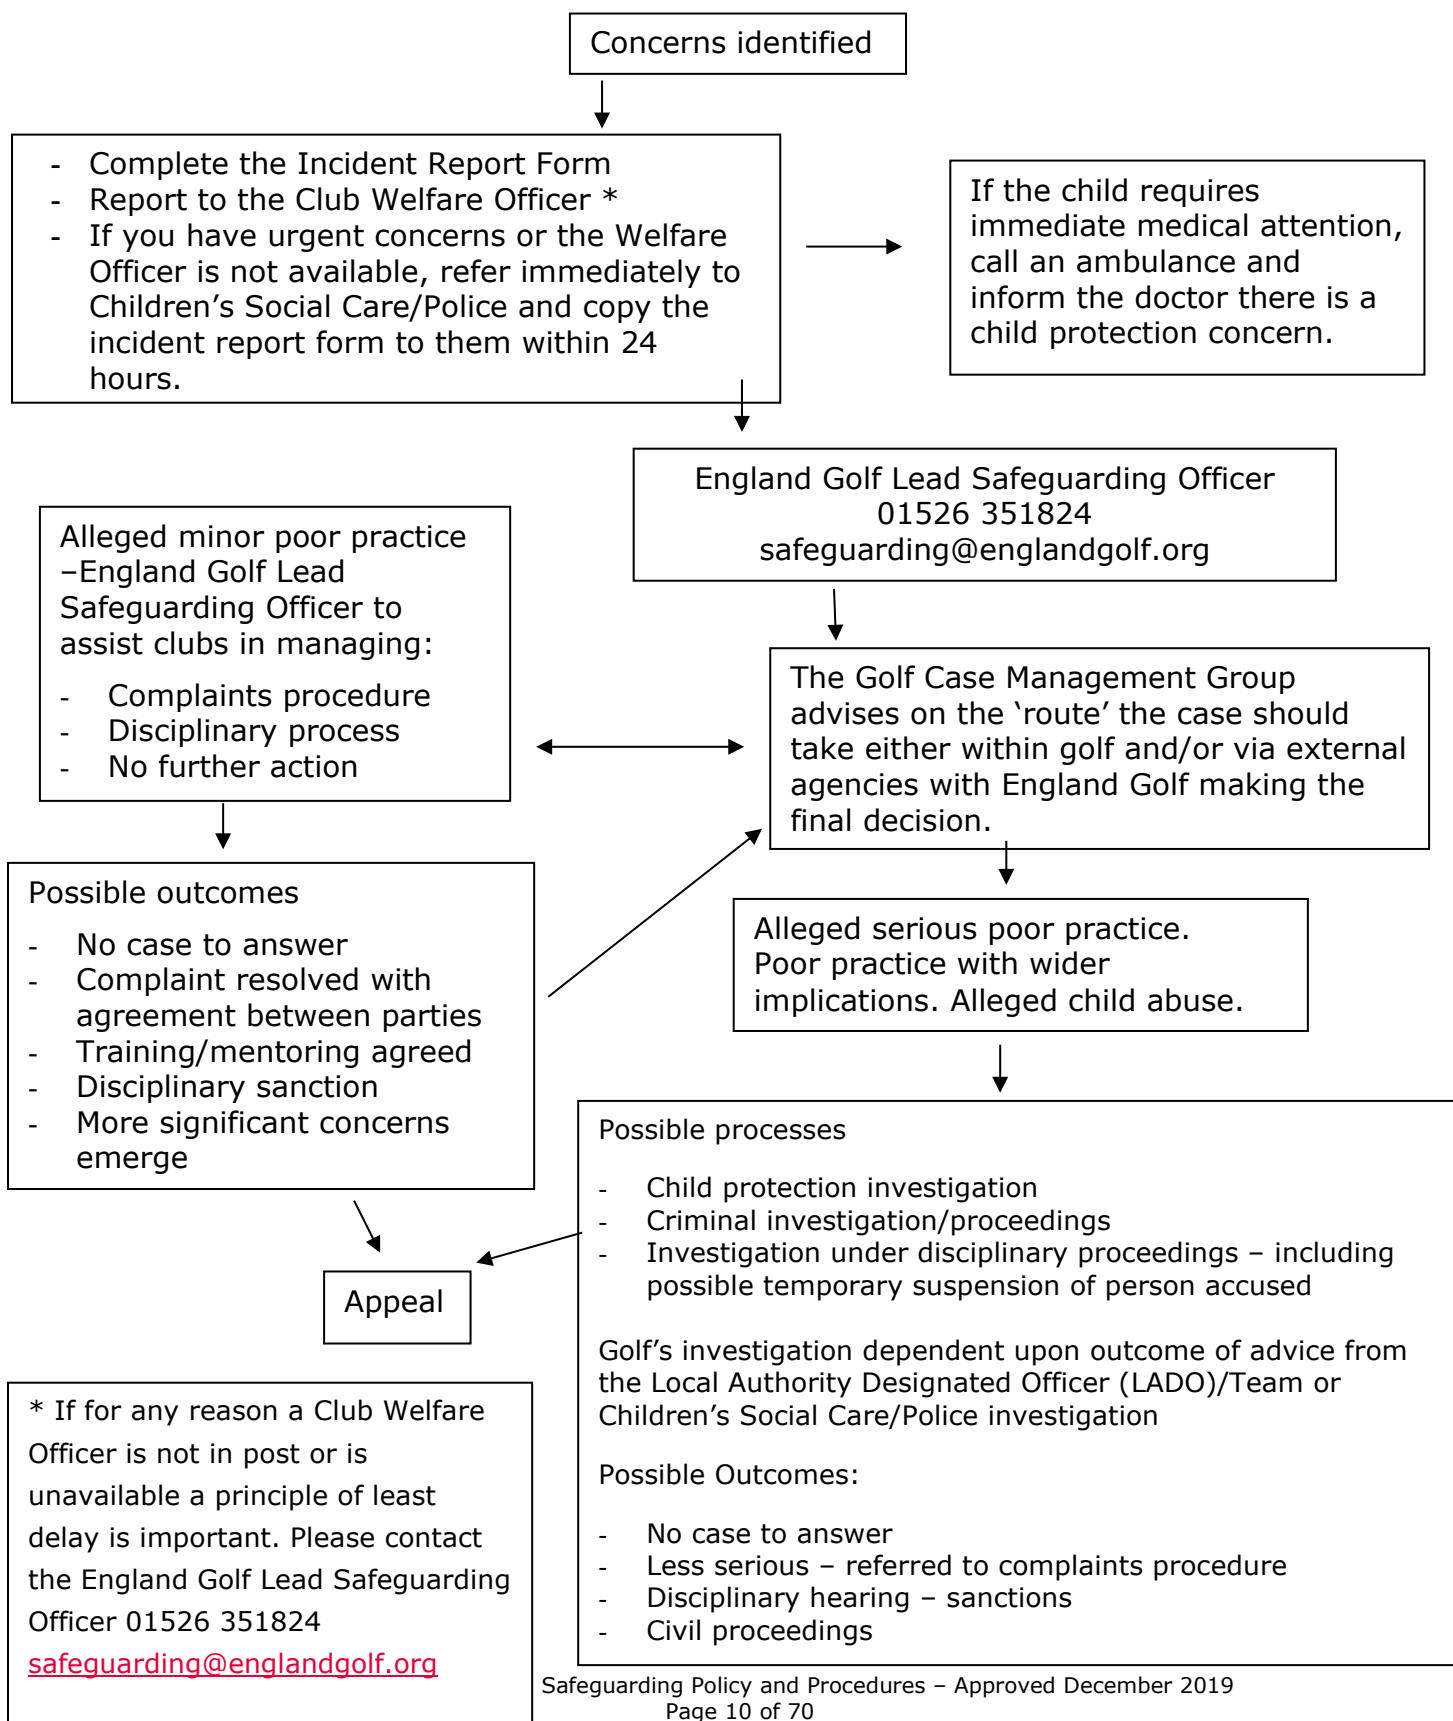 Concerns identified
- Complete the Incident Report Form
- Report to the Club Welfare Officer *
- If you have urgent concerns or the Welfare
Officer is not available, refer immediately to
Children’s Social Care/Police and copy the
incident report form to them within 24
hours.
If the child requires
immediate medical attention,
call an ambulance and
inform the doctor there is a
child protection concern.
England Golf Lead Safeguarding Officer
01526 351824
safeguarding@englandgolf.org
Alleged minor poor practice
–England Golf Lead
Safeguarding Officer to
assist clubs in managing:
- Complaints procedure
- Disciplinary process
- No further action
The Golf Case Management Group
advises on the ‘route’ the case should
take either within golf and/or via external
agencies with England Golf making the
final decision.
Possible outcomes
- No case to answer
- Complaint resolved with
agreement between parties
- Training/mentoring agreed
- Disciplinary sanction
- More significant concerns
emerge
Alleged serious poor practice.
Poor practice with wider
implications. Alleged child abuse.
Possible processes
- Child protection investigation
- Criminal investigation/proceedings
- Investigation under disciplinary proceedings – including
possible temporary suspension of person accused
Golf’s investigation dependent upon outcome of advice from
the Local Authority Designated Officer (LADO)/Team or
Children’s Social Care/Police investigation
Possible Outcomes:
- No case to answer
- Less serious – referred to complaints procedure
- Disciplinary hearing – sanctions
- Civil proceedings
Appeal
* If for any reason a Club Welfare
Officer is not in post or is
unavailable a principle of least
delay is important. Please contact
the England Golf Lead Safeguarding
Officer 01526 351824
safeguarding@englandgolf.org
Safeguarding Policy and Procedures – Approved December 2019
Page 10 of 70